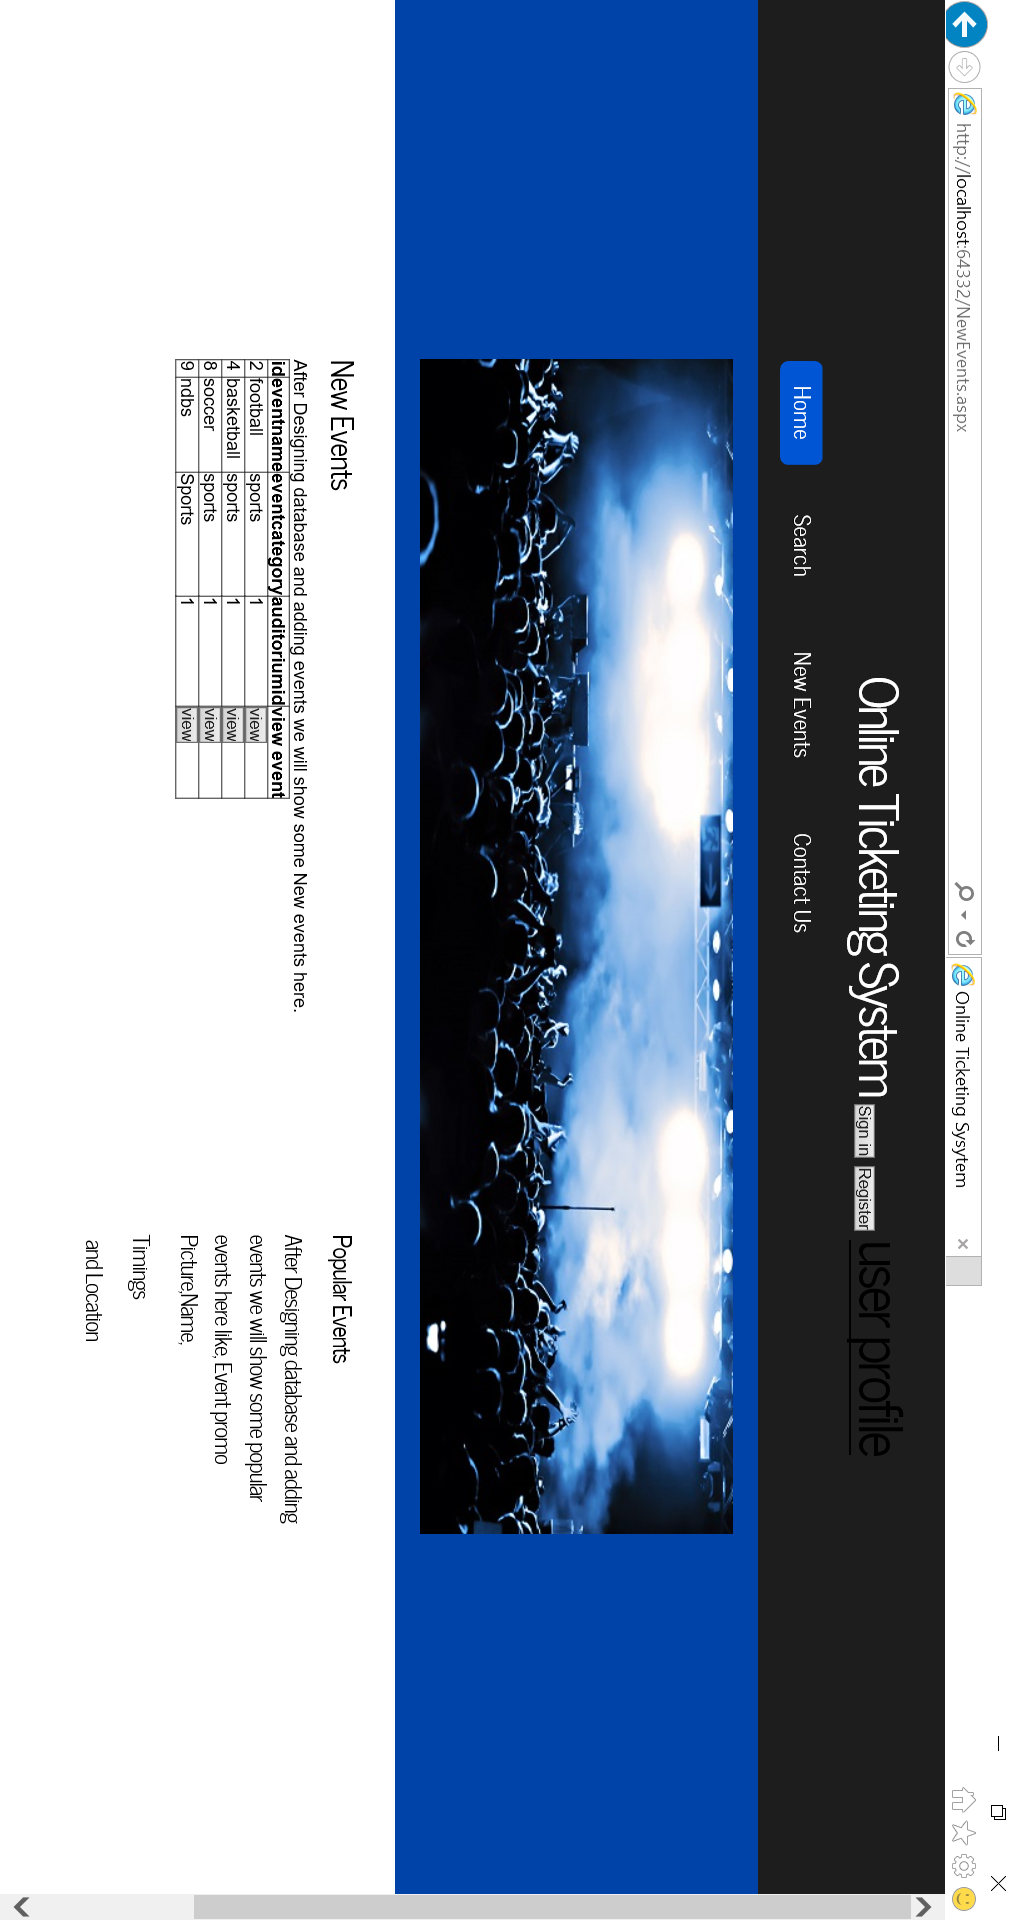 http://localhost:64332/NewEvents.aspx
Online Ticketing Sysytem
Online Ticketing System Sign in Register user profile
Home Search New Events Contact Us
New Events
After Designing database and adding events we will show some New events here.
id eventname eventcategory auditoriumid view event
2 football sports 1 view
4 basketball sports 1 view
8 soccer sports 1 view
9 ndbs Sports 1 view
Popular Events
After Designing database and adding
events we will show some popular
events here like, Event promo
Picture,Name,
Timings
and Location